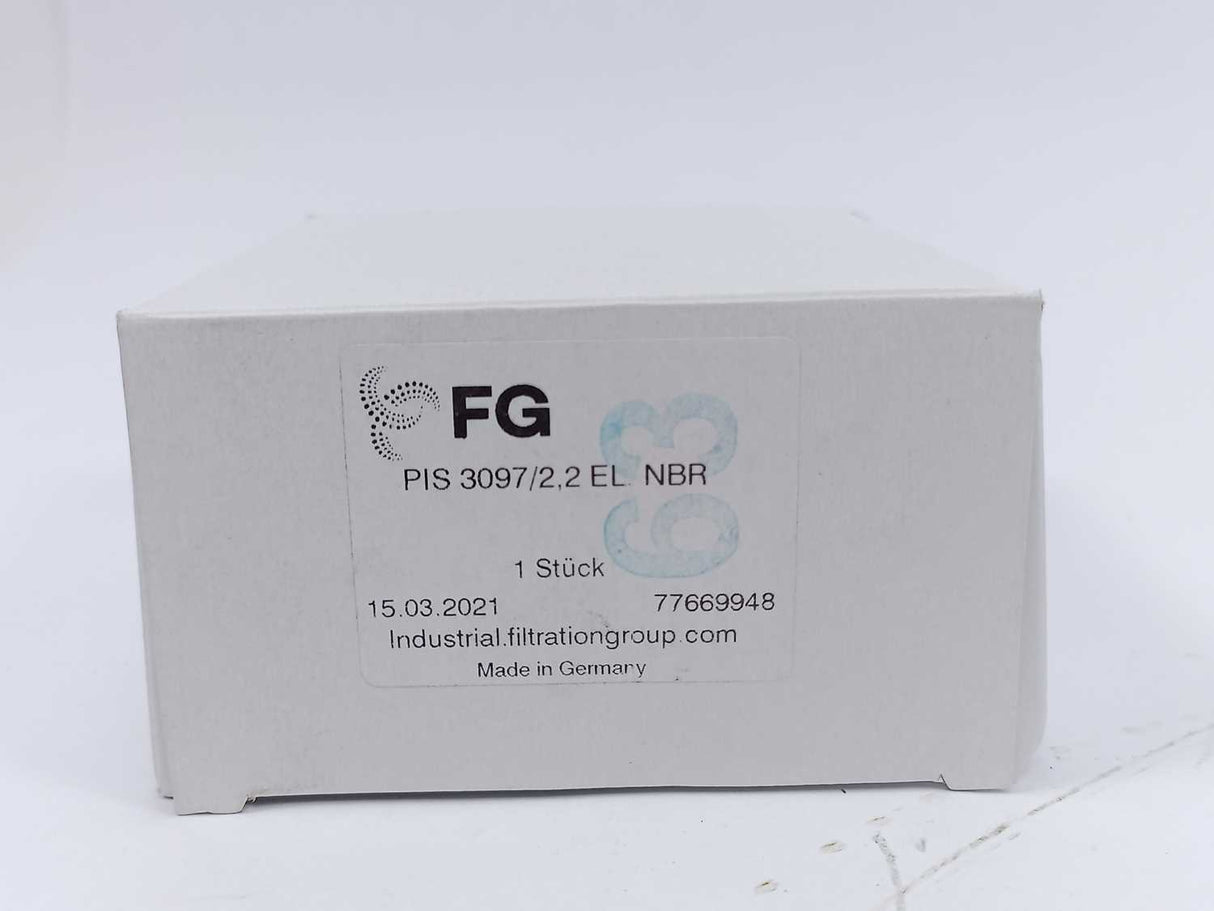 FG
63
PIS 3097/2,2 EL. NBR
1 Stück
15.03.2021 77669948
Industrial.filtrationgroup.com
Made in Germany